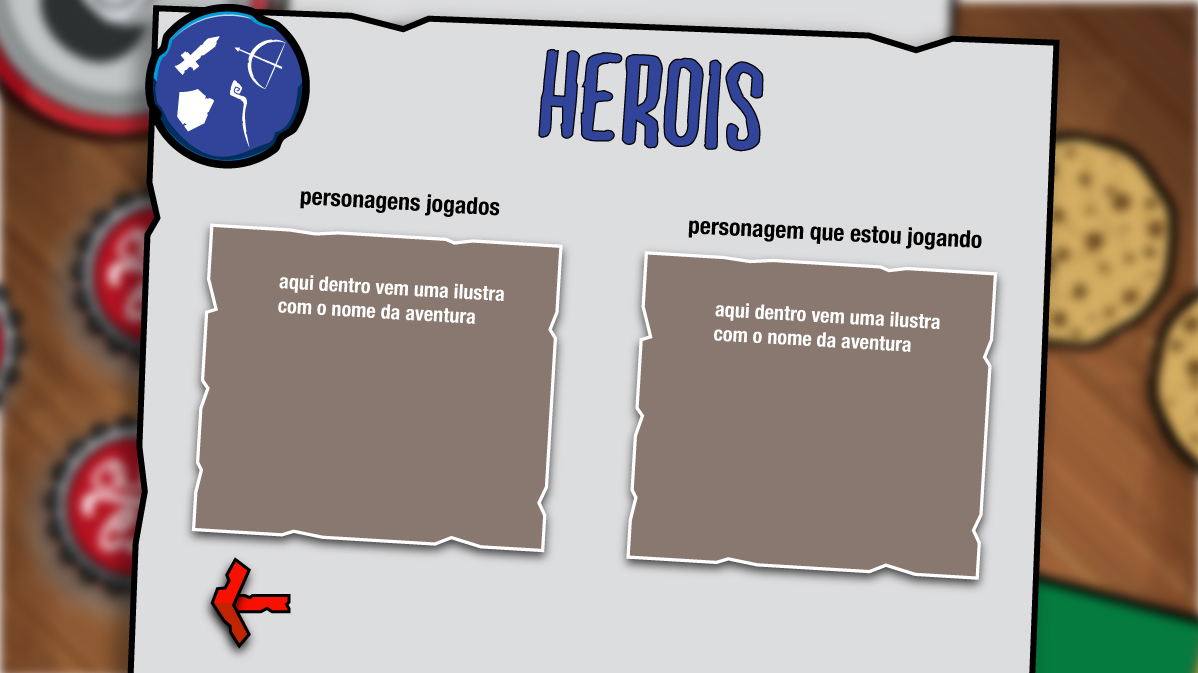 HEROIS
personagens jogados
personagem que estou jogando
aqui dentro vem uma ilustra
com o nome da aventura
aqui dentro vem uma ilustra
com o nome da aventura